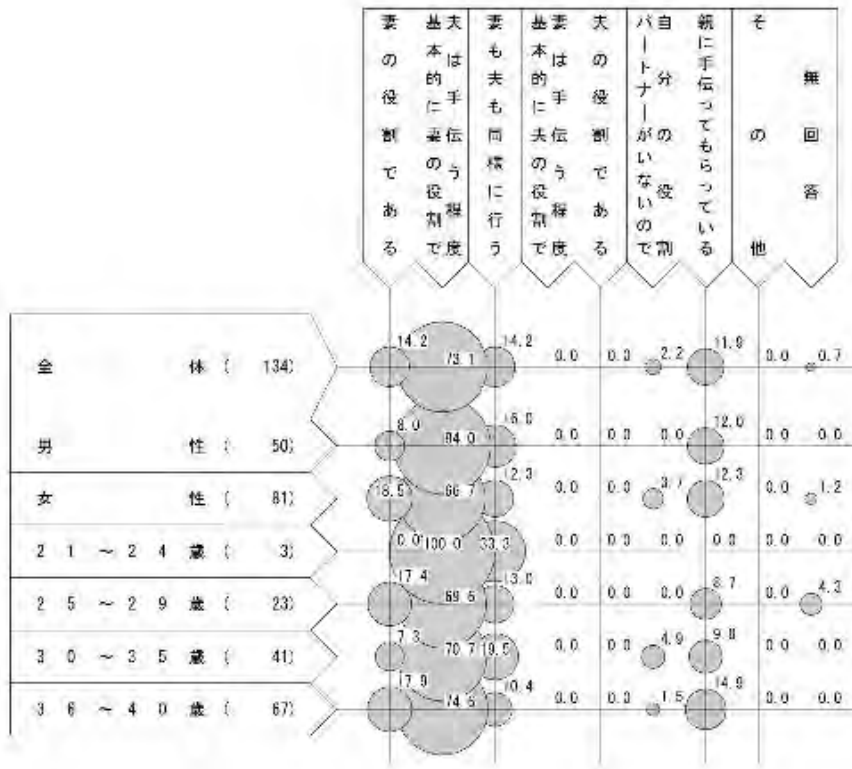 妻の役割である
基本的に妻の役割で
夫は手伝う程度
妻も夫も同様に行う
基本的に夫の役割で
妻は手伝う程度
夫の役割である
パートナーがいないので
自分の役割
親に手伝ってもらっている
その他
無回答
全体( 134) 14.2 73.1 14.2 0.0 0.0 2.2 11.9 0.0 0.7
男性( 50) 8.0 84.0 16.0 0.0 0.0 0.0 12.0 0.0 0.0
女性( 81) 18.5 66.7 12.3 0.0 0.0 3.7 12.3 0.0 1.2
21～24歳( 3) 0.0 100.0 33.3 0.0 0.0 0.0 0.0 0.0 0.0
25～29歳( 23) 17.4 69.6 13.0 0.0 0.0 0.0 8.7 0.0 4.3
30～35歳( 41) 7.3 70.7 19.5 0.0 0.0 4.9 9.8 0.0 0.0
36～40歳( 67) 17.9 74.6 10.4 0.0 0.0 1.5 14.9 0.0 0.0